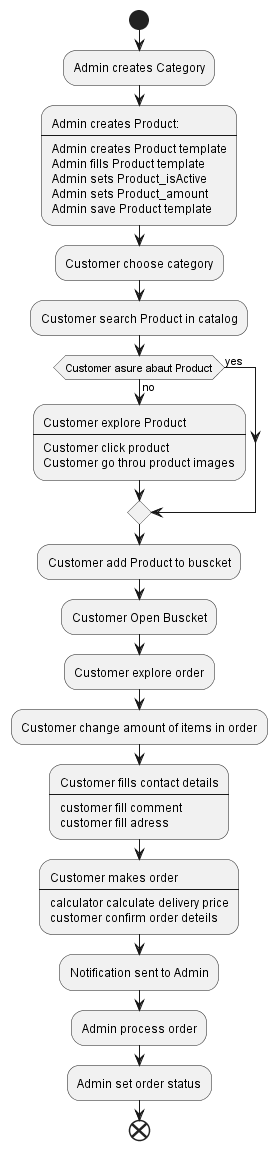 Admin creates Category
Admin creates Product:
Admin creates Product template
Admin fills Product template
Admin sets Product_isActive
Admin sets Product_amount
Admin save Product template
Customer choose category
Customer search Product in catalog
Customer asure abaut Product
yes
no
Customer explore Product
Customer click product
Customer go throu product images
Customer add Product to buscket
Customer Open Buscket
Customer explore order
Customer change amount of items in order
Customer fills contact details
customer fill comment
customer fill adress
Customer makes order
calculator calculate delivery price
customer confirm order deteils
Notification sent to Admin
Admin process order
Admin set order status